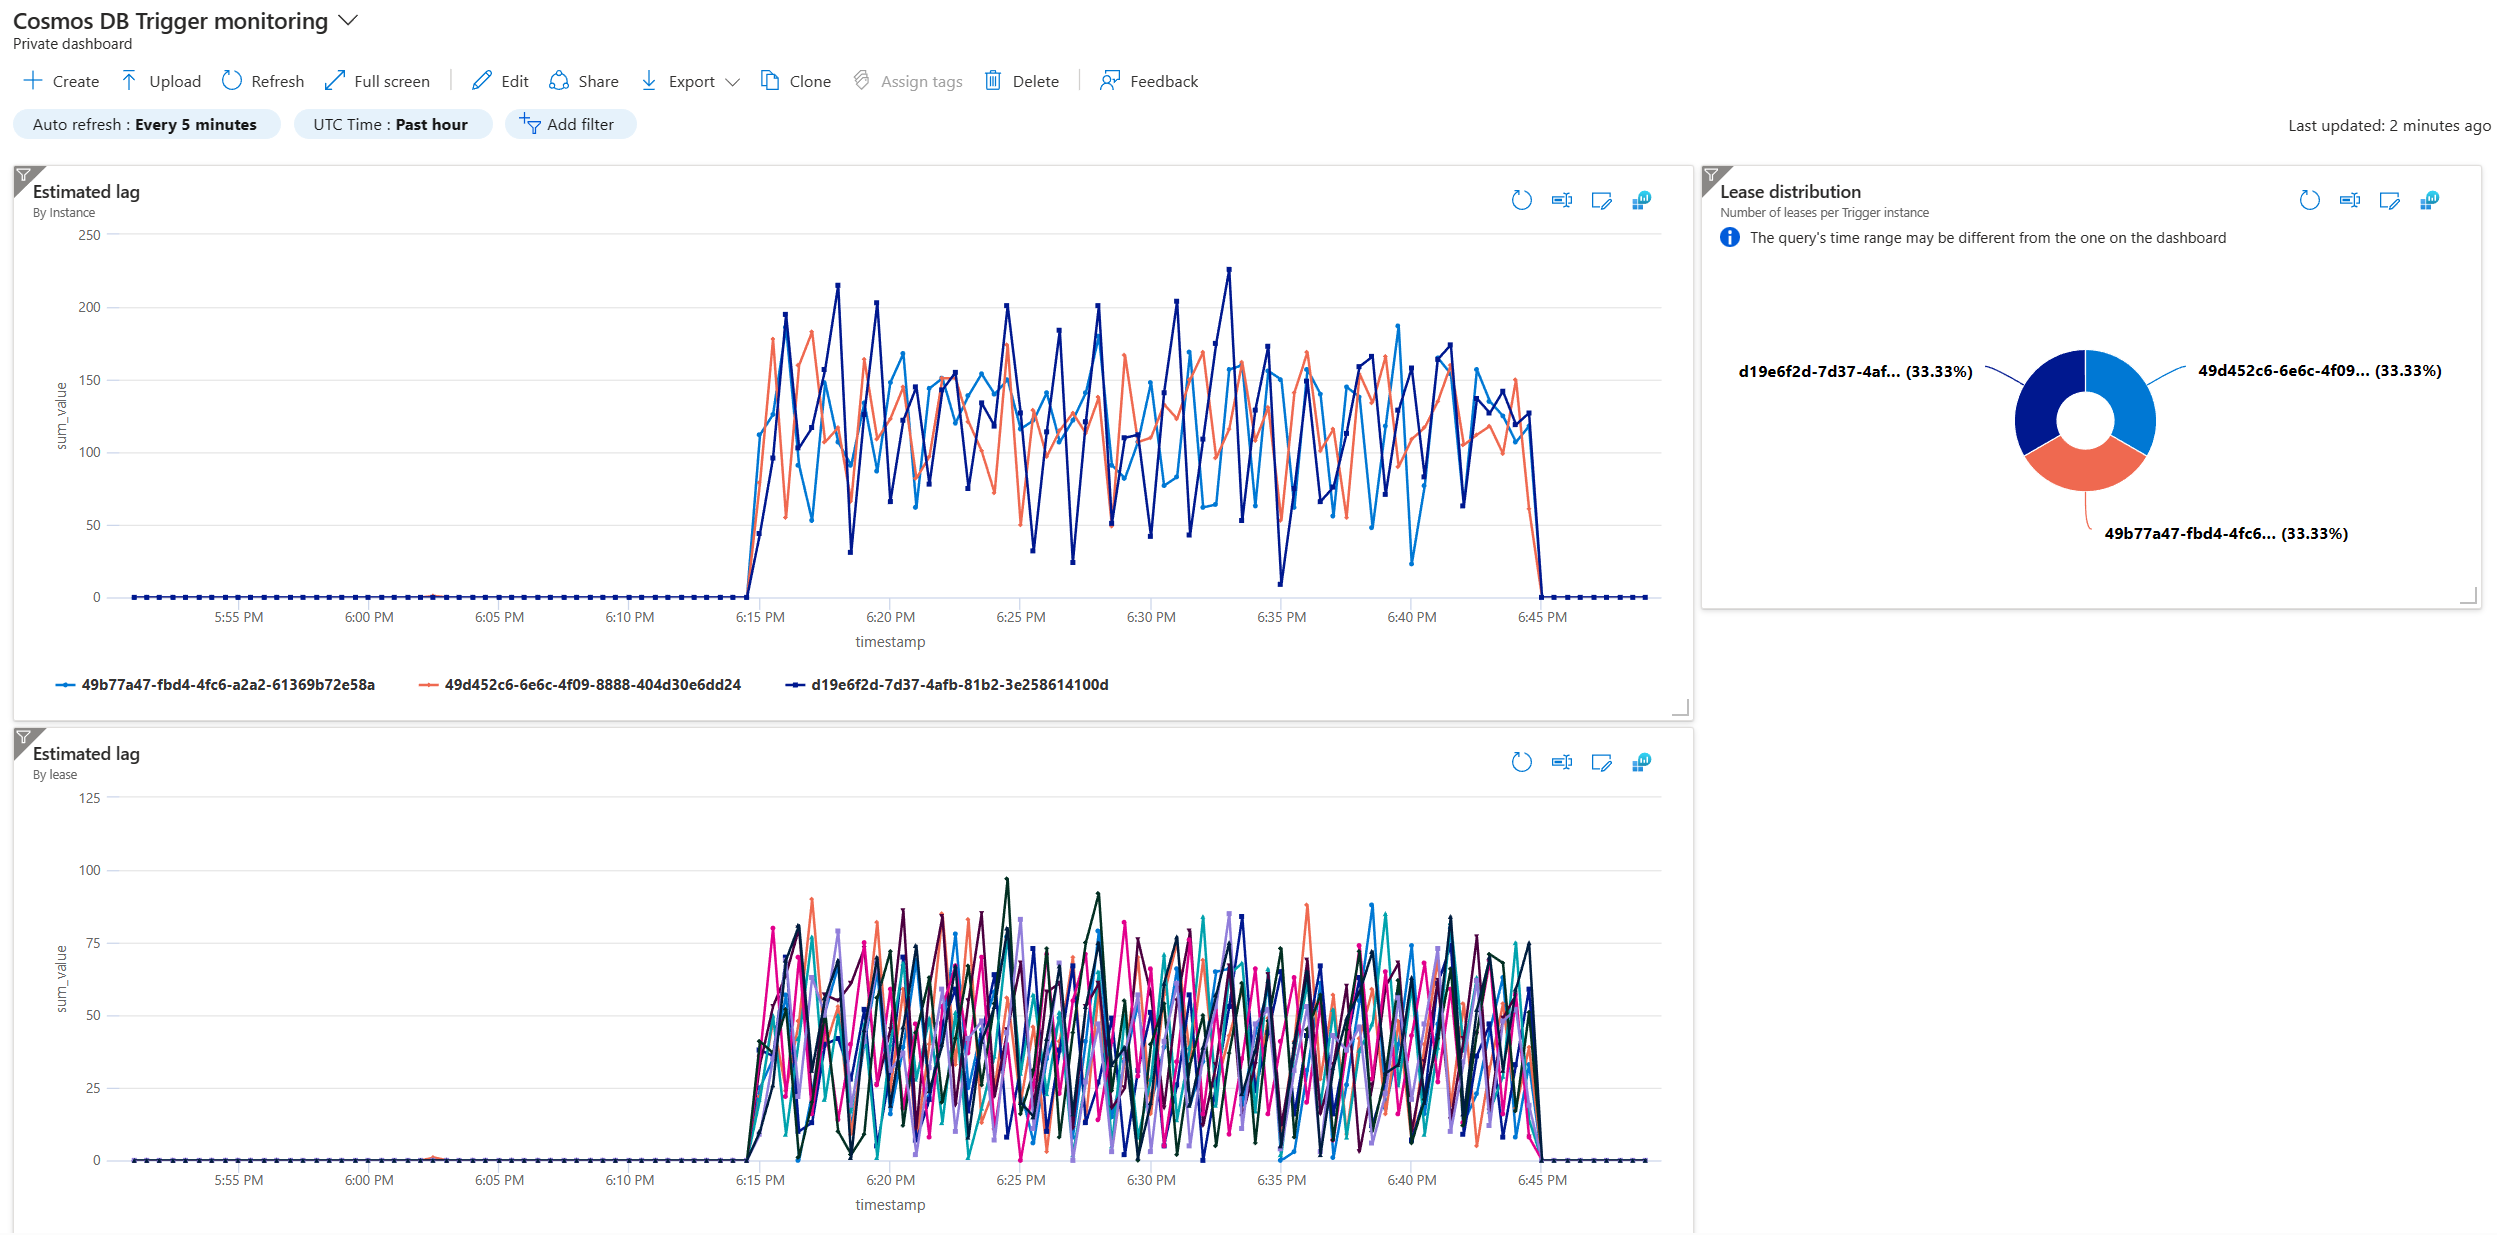 Cosmos DB Trigger monitoring
Private dashboard
Create Upload Refresh Full screen Edit Share Export Clone Assign tags Delete Feedback
Auto refresh : Every 5 minutes UTC Time : Past hour Add filter Last updated: 2 minutes ago
Estimated lag
By Instance
250
200
150
100
50
0
sum_value
5:55 PM 6:00 PM 6:05 PM 6:10 PM 6:15 PM 6:20 PM 6:25 PM 6:30 PM 6:35 PM 6:40 PM 6:45 PM
timestamp
49b77a47-fbd4-4fc6-a2a2-61369b72e58a 49d452c6-6e6c-4f09-8888-404d30e6dd24 d19e6f2d-7d37-4afb-81b2-3e258614100d
Lease distribution
Number of leases per Trigger instance
The query's time range may be different from the one on the dashboard
d19e6f2d-7d37-4af... (33.33%) 49d452c6-6e6c-4f09... (33.33%)
49b77a47-fbd4-4fc6... (33.33%)
Estimated lag
By lease
125
100
75
50
25
0
sum_value
5:55 PM 6:00 PM 6:05 PM 6:10 PM 6:15 PM 6:20 PM 6:25 PM 6:30 PM 6:35 PM 6:40 PM 6:45 PM
timestamp